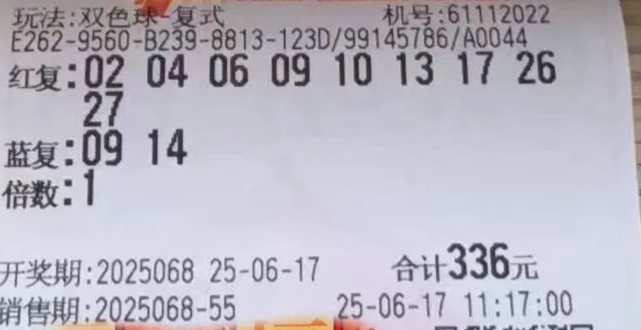 玩法:双色球-复式 机号:61112022
E262-9560-B239-8813-123D/99145786/A0044
红复:02 04 06 09 10 13 17 26
27
蓝复:09 14
倍数:1
开奖期:2025068 25-06-17 合计336元
销售期:2025068-55 25-06-17 11:17:00